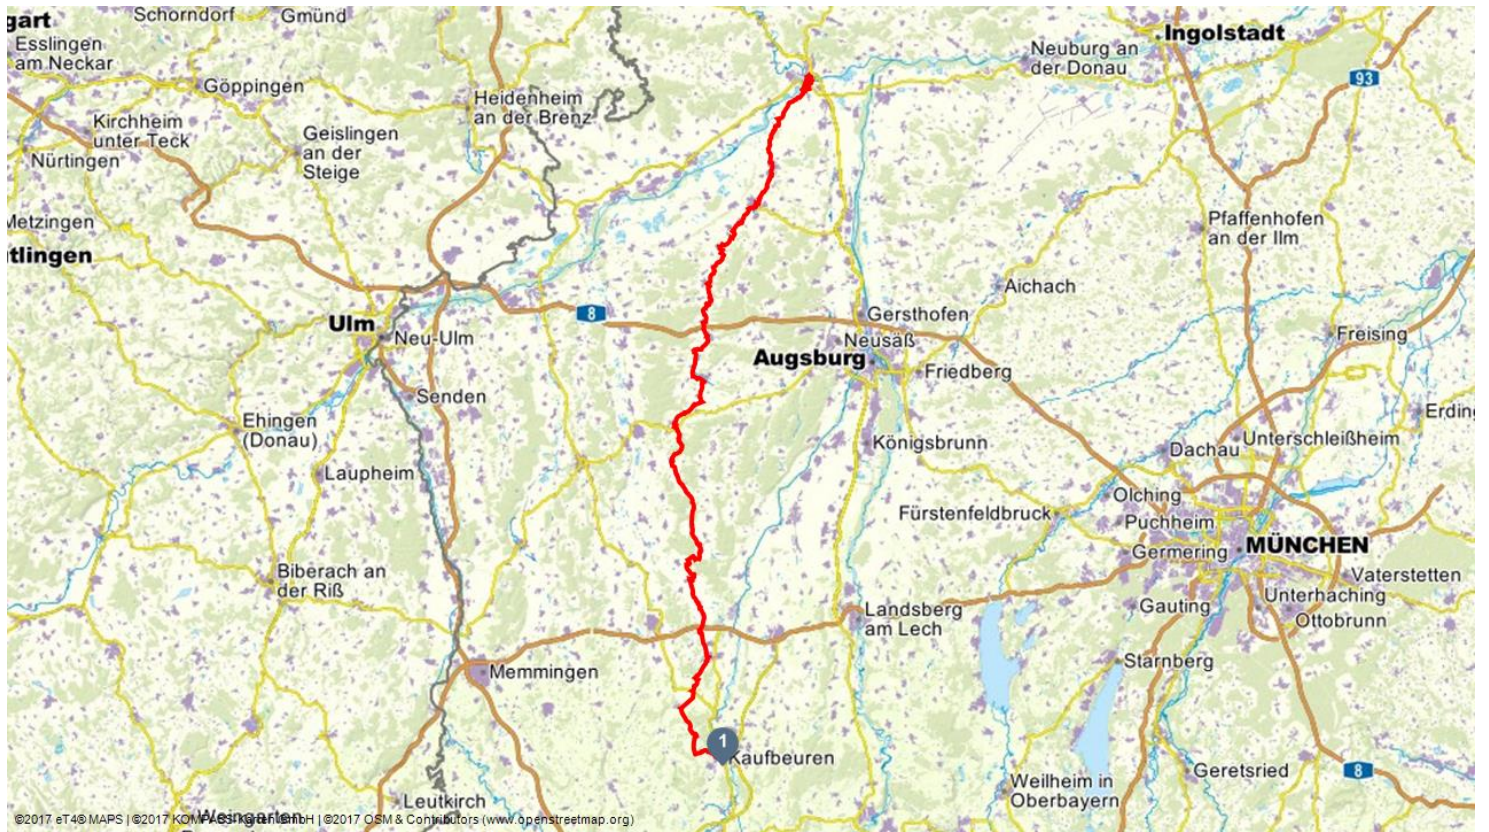 gart
Schorndorf
Gmünd
Esslingen
am Neckar
Göppingen
Heidenheim
an der Brenz
Neuburg an
der Donau
Ingolstadt
93
Kirchheim
unter Teck
Nürtingen
Geislingen
an der
Steige
Metzingen
tlingen
Pfaffenhofen
an der Ilm
Aichach
8
Gersthofen
Ulm
Neu-Ulm
Neusäß
Augsburg
Friedberg
Freising
Senden
Ehingen
(Donau)
Laupheim
Königsbrunn
Erdin
Dachau
Unterschleißheim
Olching
Fürstenfeldbruck
Puchheim
Germering
MÜNCHEN
Vaterstetten
Unterhaching
Gauting
Ottobrunn
Biberach an
der Riß
Landsberg
am Lech
Memmingen
Starnberg
1
Kaufbeuren
Weilheim in
Oberbayern
Geretsried
8
Leutkirch
Weingarten
©2017 eT4® MAPS | ©2017 KOMPASS-Karten GmbH | ©2017 OSM & Contributors (www.openstreetmap.org)